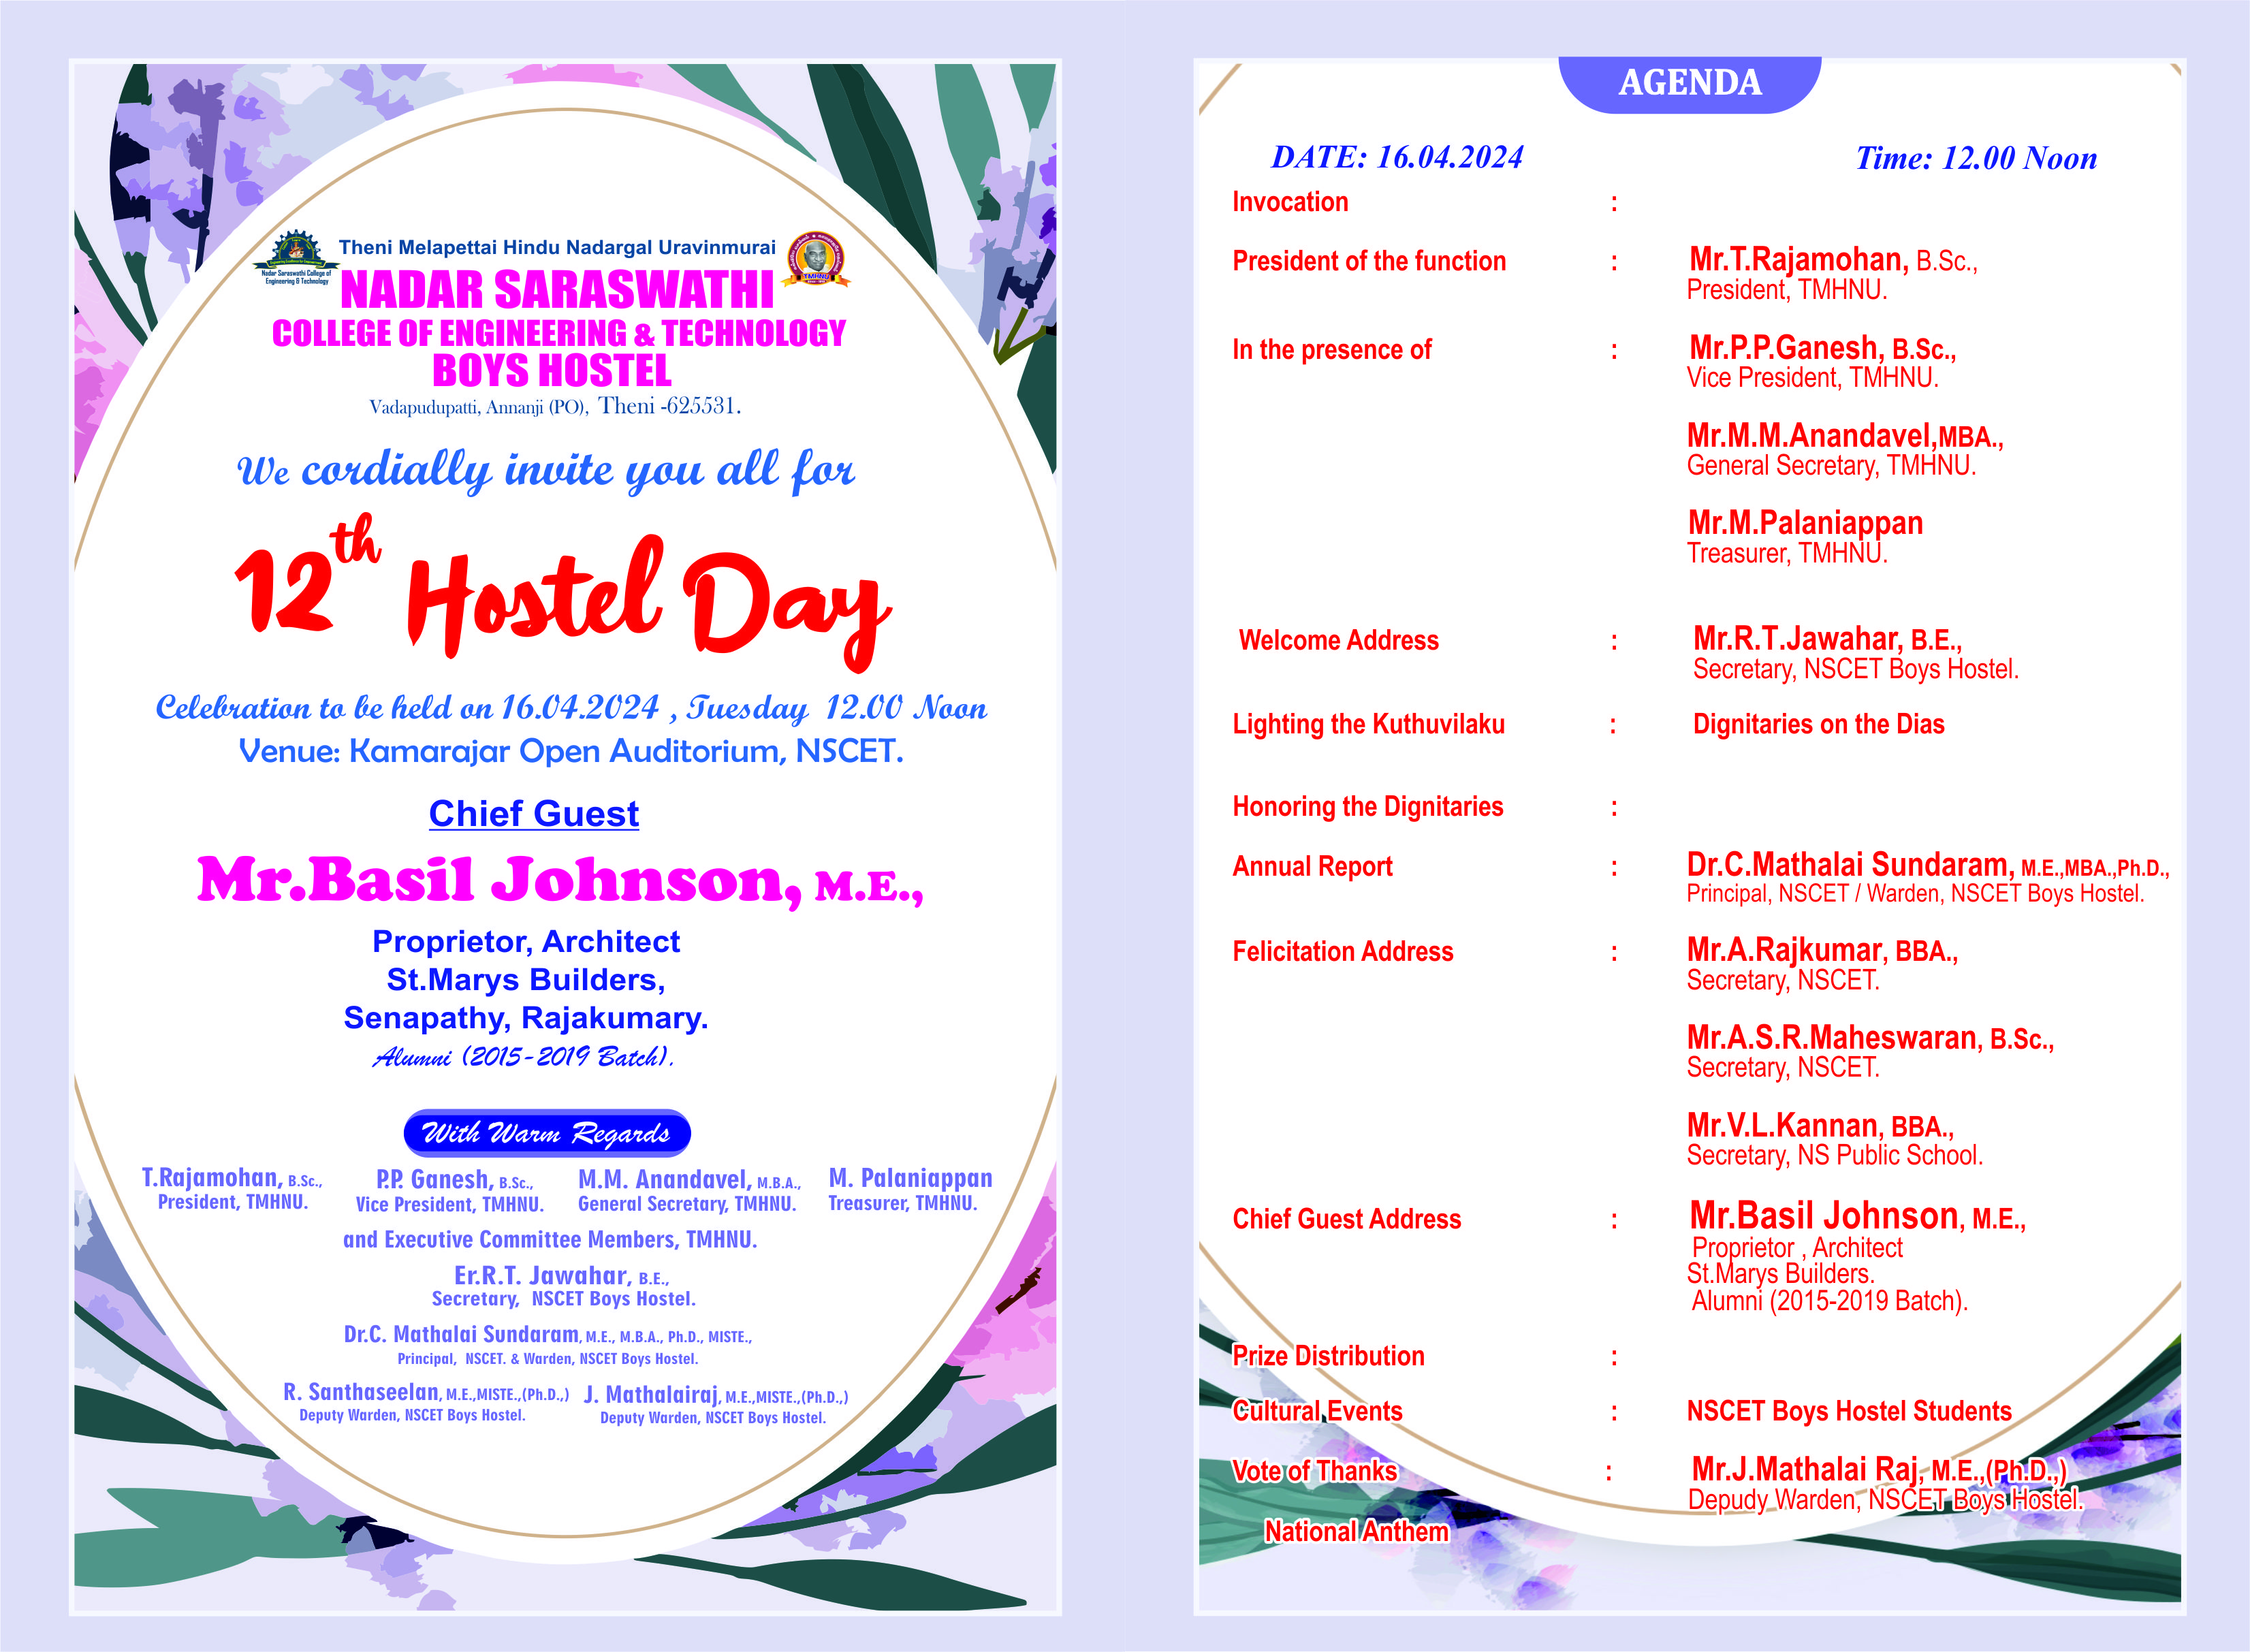 Theni Melapettai Hindu Nadargal Uravinmurai
Nadar Saraswathi College of
Engineering & Technology
TMHNU
NADAR SARASWATHI
COLLEGE OF ENGINEERING & TECHNOLOGY
BOYS HOSTEL
Vadapudupatti, Annanji (PO), Theni -625531.
We cordially invite you all for
12th Hostel Day
Celebration to be held on 16.04.2024 , Tuesday 12.00 Noon
Venue: Kamarajar Open Auditorium, NSCET.
Chief Guest
Mr.Basil Johnson, M.E.,
Proprietor, Architect
St.Marys Builders,
Senapathy, Rajakumary.
Alumni (2015-2019 Batch).
With Warm Regards
T.Rajamohan, B.Sc., P.P. Ganesh, B.Sc., M.M. Anandavel, M.B.A., M. Palaniappan
President, TMHNU. Vice President, TMHNU. General Secretary, TMHNU. Treasurer, TMHNU.
and Executive Committee Members, TMHNU.
Er.R.T. Jawahar, B.E.,
Secretary, NSCET Boys Hostel.
Dr.C. Mathalai Sundaram, M.E., M.B.A., Ph.D., MISTE.,
Principal, NSCET. & Warden, NSCET Boys Hostel.
R. Santhaseelan, M.E.,MISTE.,(Ph.D.,) J. Mathalairaj, M.E.,MISTE.,(Ph.D.,)
Deputy Warden, NSCET Boys Hostel. Deputy Warden, NSCET Boys Hostel.
AGENDA
DATE: 16.04.2024 Time: 12.00 Noon
Invocation :
President of the function : Mr.T.Rajamohan, B.Sc.,
President, TMHNU.
In the presence of : Mr.P.P.Ganesh, B.Sc.,
Vice President, TMHNU.
Mr.M.M.Anandavel,MBA.,
General Secretary, TMHNU.
Mr.M.Palaniappan
Treasurer, TMHNU.
Welcome Address : Mr.R.T.Jawahar, B.E.,
Secretary, NSCET Boys Hostel.
Lighting the Kuthuvilaku : Dignitaries on the Dias
Honoring the Dignitaries :
Annual Report : Dr.C.Mathalai Sundaram, M.E.,MBA.,Ph.D.,
Principal, NSCET / Warden, NSCET Boys Hostel.
Felicitation Address : Mr.A.Rajkumar, BBA.,
Secretary, NSCET.
Mr.A.S.R.Maheswaran, B.Sc.,
Secretary, NSCET.
Mr.V.L.Kannan, BBA.,
Secretary, NS Public School.
Chief Guest Address : Mr.Basil Johnson, M.E.,
Proprietor , Architect
St.Marys Builders.
Alumni (2015-2019 Batch).
Prize Distribution :
Cultural Events : NSCET Boys Hostel Students
Vote of Thanks : Mr.J.Mathalai Raj, M.E.,(Ph.D.,)
Depudy Warden, NSCET Boys Hostel.
National Anthem